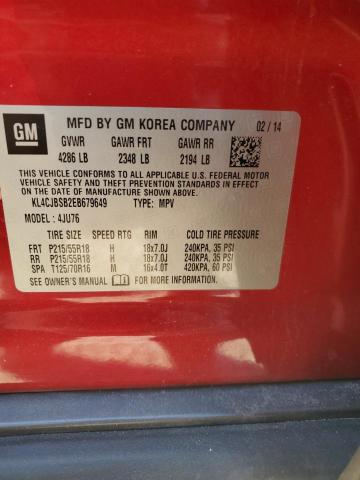 GM
MFD BY GM KOREA COMPANY 02 / 14
GVWR GAWR FRT GAWR RR
4286 LB 2348 LB 2194 LB
THIS VEHICLE CONFORMS TO ALL APPLICABLE U.S. FEDERAL MOTOR
VEHICLE SAFETY, BUMPER, AND THEFT PREVENTION STANDARDS IN
EFFECT ON THE DATE OF MANUFACTURE SHOWN ABOVE.
KL4CJBSB2EB679649 TYPE: MPV
MODEL : 4JU76
TIRE SIZE SPEED RTG RIM COLD TIRE PRESSURE
FRT P215/55R18 H 18x7.0J 240KPA, 35 PSI
RR P215/55R18 H 18x7.0J 240KPA, 35 PSI
SPA T125/70R16 M 16x4.0T 420KPA, 60 PSI
SEE OWNER'S MANUAL FOR MORE INFORMATION